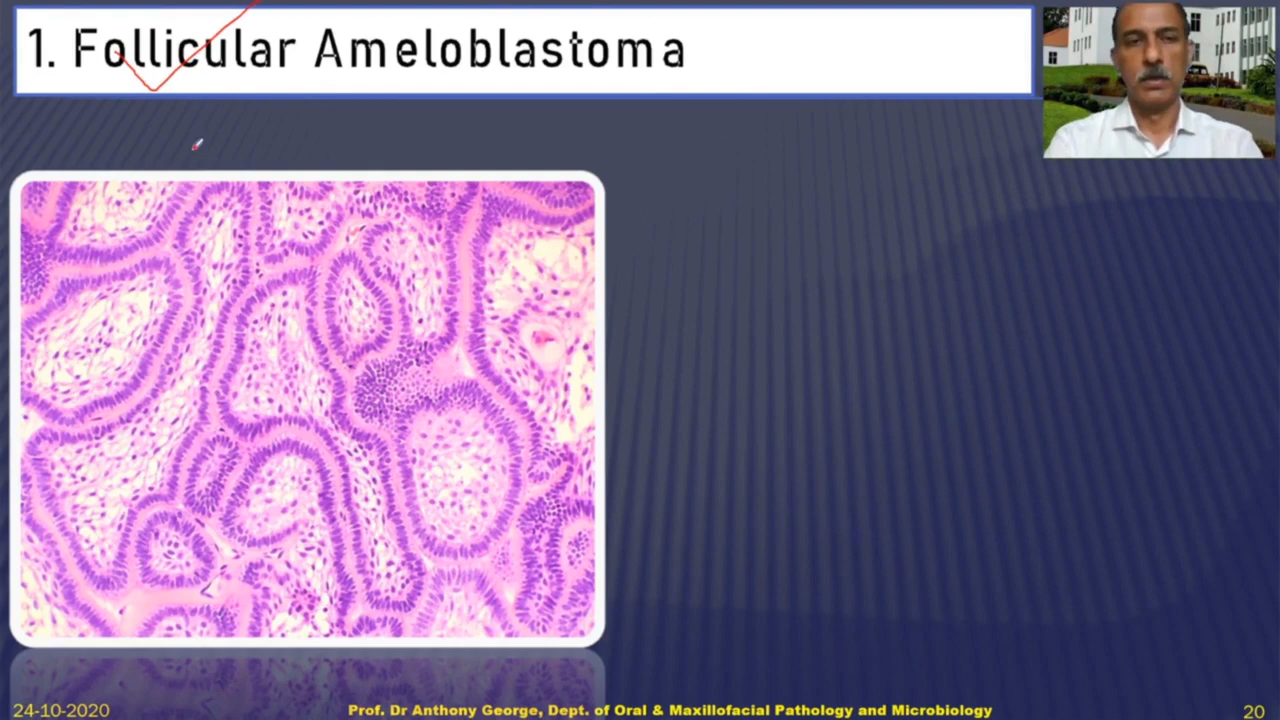 1. Follicular Ameloblastoma
24-10-2020
Prof. Dr Anthony George, Dept. of Oral & Maxillofacial Pathology and Microbiology
20